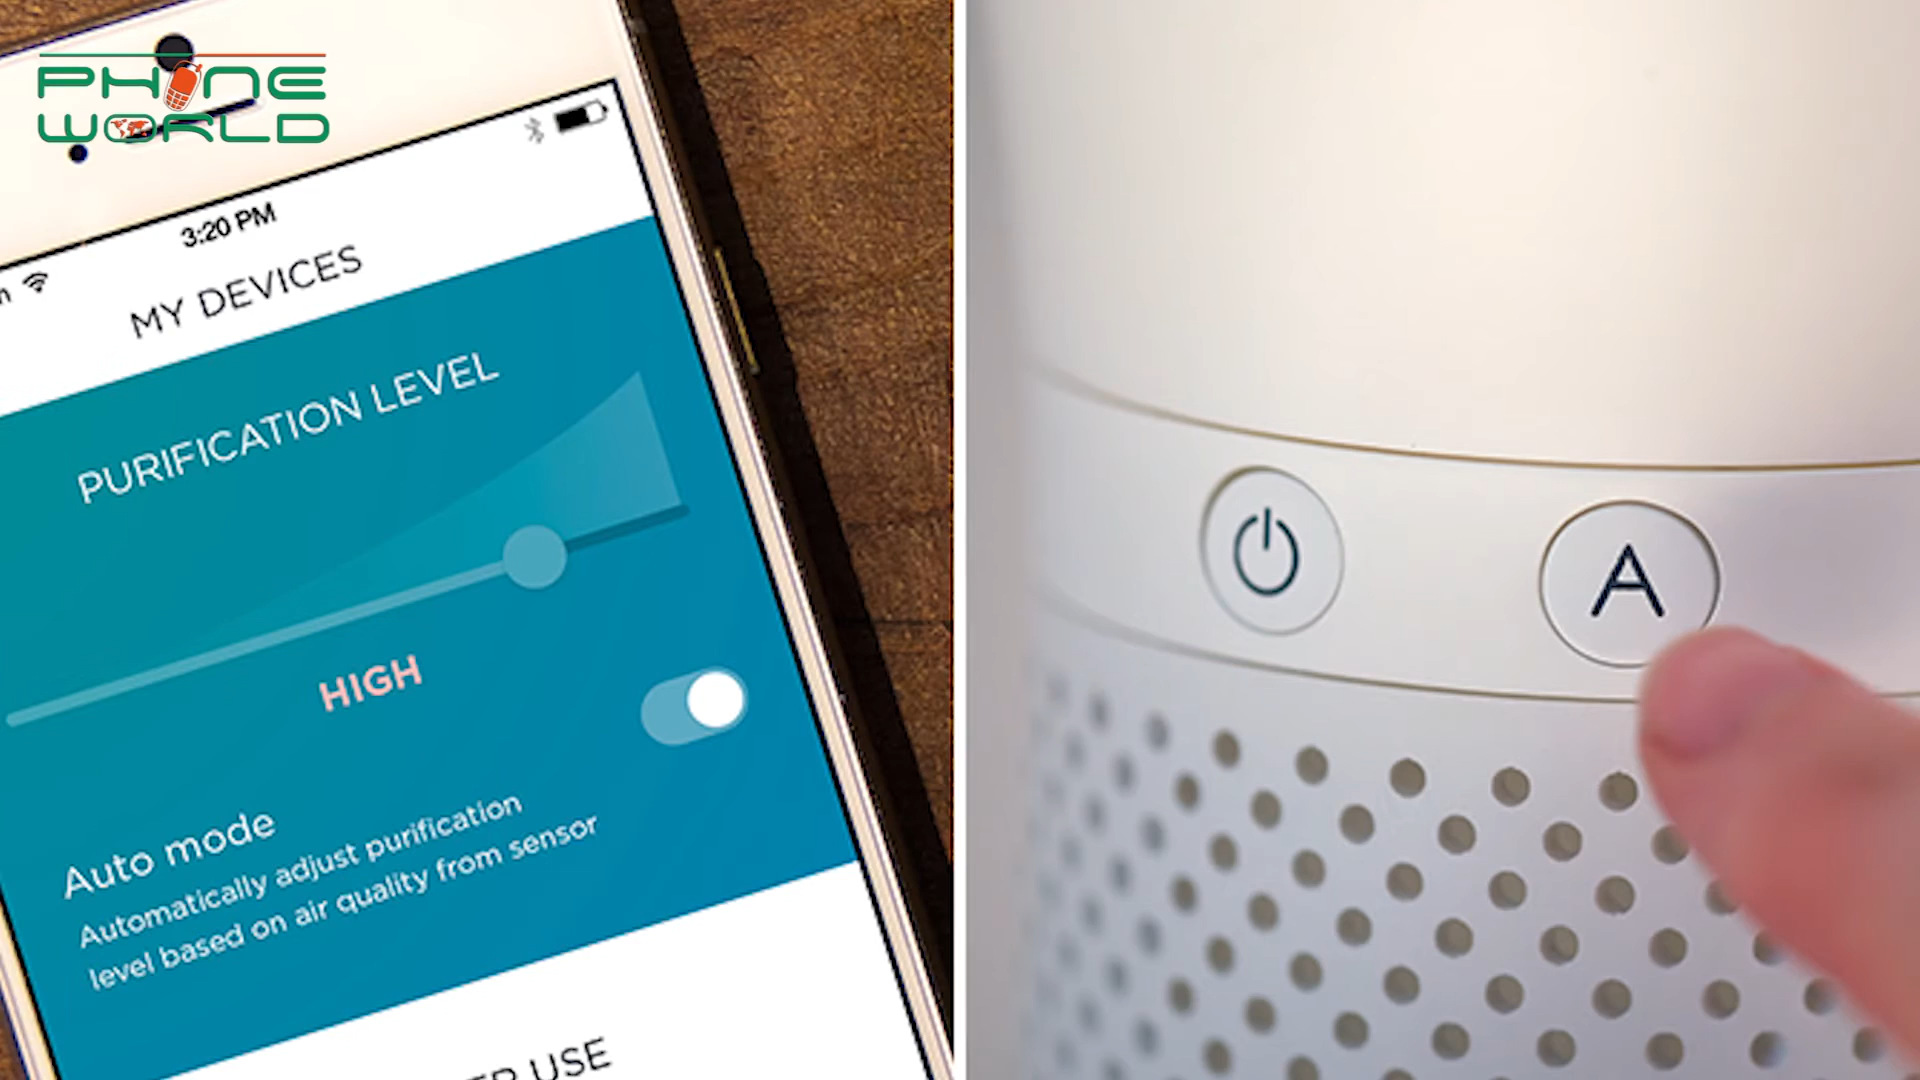 PHONE
WORLD
3:20 PM
MY DEVICES
PURIFICATION LEVEL
HIGH
Auto mode
Automatically adjust purification
level based on air quality from sensor
USE
A